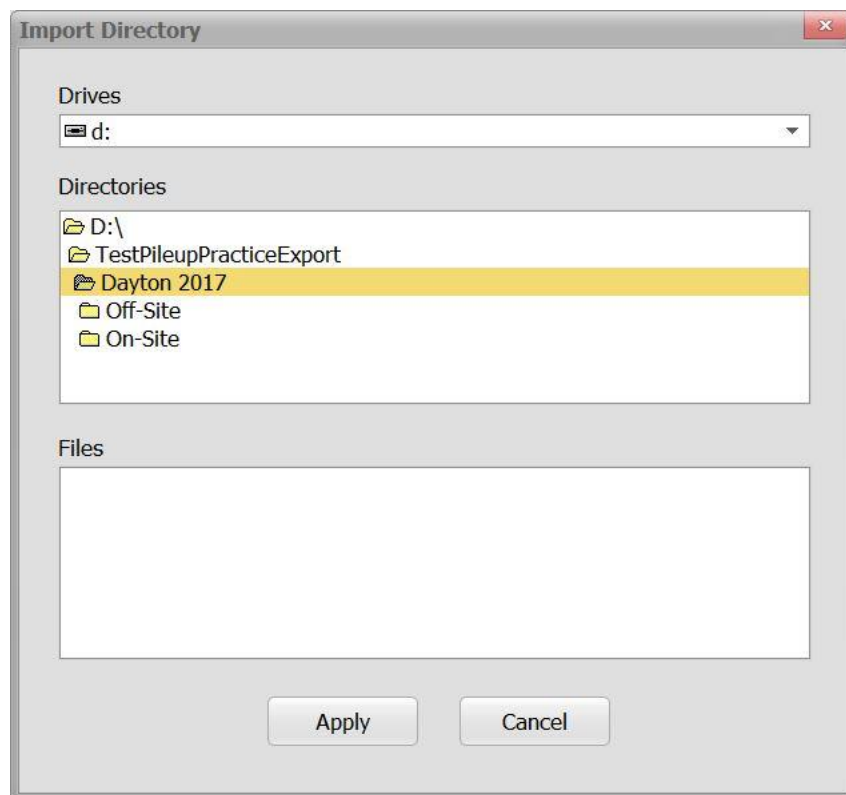 Import Directory
Drives
d:
Directories
D:\
TestPileupPracticeExport
Dayton 2017
Off-Site
On-Site
Files
Apply Cancel